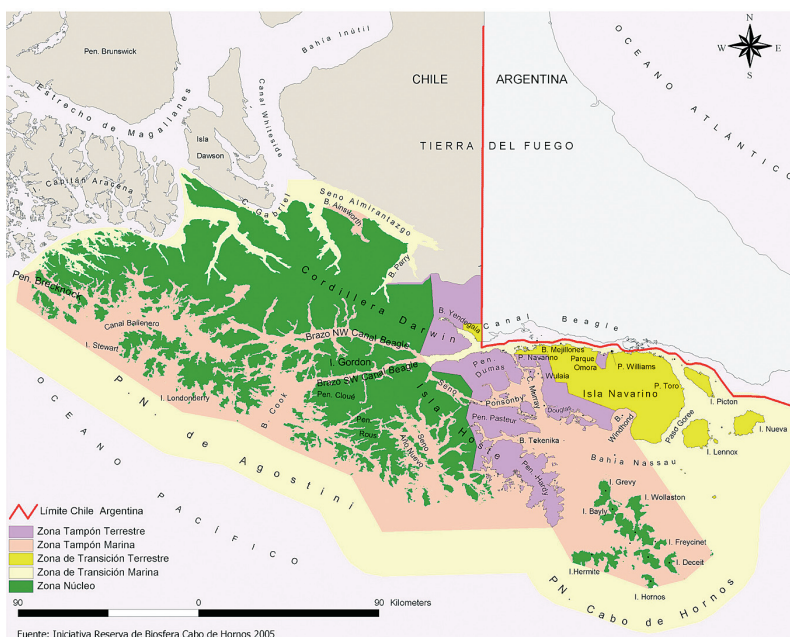 N
W
E
S
Pen. Brunswick
Bahía Inútil
OCEANO ATLÁNTICO
CHILE
ARGENTINA
Estrecho de Magallanes
Canal Whiteside
Isla
Dawson
TIERRA DEL FUEGO
I. Capitán Aracena
C. Gabriel
Seno Almirantazgo
B. Ainsworth
B. Parry
Cordillera Darwin
Pen. Brecknock
B. Yendegaia
Canal Beagle
Canal Ballenero
Brazo NW Canal Beagle
I. Stewart
I. Gordon
Brazo SW Canal Beagle
Pen. Cloué
I. Londonderry
B. Cook
Pen.
Rous
Seno
Año Nuevo
Isla Hoste
Seno
Ponsonby
Pen.
Dumas
P. Navarino
B. Mejillones
Parque
Omora
P. Williams
Wulaia
C. Murray
Isla Navarino
P. Toro
Douglas
Pen. Pasteur
B.
Windhond
Paso Goree
I. Picton
I. Nueva
I. Lennox
B. Tekenika
Bahía Nassau
Pen. Hardy
P.N. de Agostini
OCEANO PACÍFICO
I. Grevy
I. Wollaston
I. Bayly
I. Freycinet
I. Deceit
I.Hermite
I. Hornos
PN. Cabo de Hornos
Límite Chile Argentina
Zona Tampón Terrestre
Zona Tampón Marina
Zona de Transición Terrestre
Zona de Transición Marina
Zona Núcleo
90 0 90 Kilometers
Fuente: Iniciativa Reserva de Biosfera Cabo de Hornos 2005